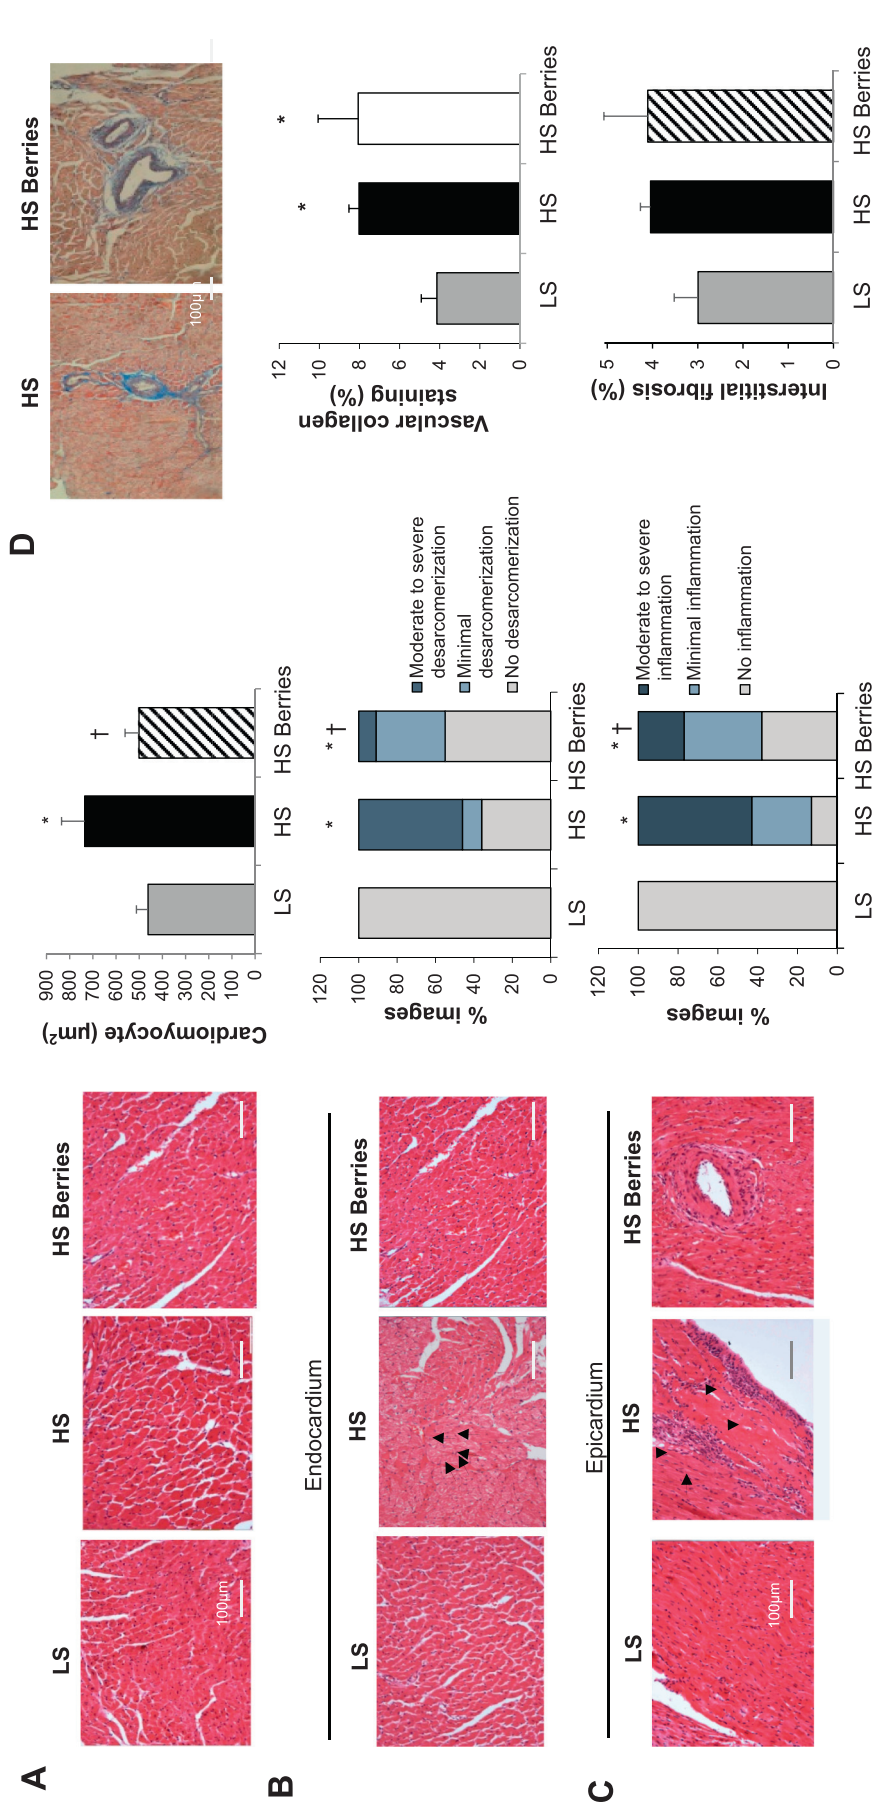 A
LS
HS
HS Berries
100µm
Cardiomyocyte (µm²)
900
800
700
600
500
400
300
200
100
0
*
†
LS
HS
HS Berries
B
Endocardium
LS
HS
HS Berries
% images
120
100
80
60
40
20
0
*
*†
LS
HS
HS Berries
Moderate to severe
desarcomerization
Minimal
desarcomerization
No desarcomerization
C
Epicardium
LS
HS
HS Berries
100µm
% images
120
100
80
60
40
20
0
*
*†
LS
HS
HS Berries
Moderate to severe
inflammation
Minimal inflammation
No inflammation
D
HS
HS Berries
100µm
Vascular collagen
staining (%)
12
10
8
6
4
2
0
*
*
LS
HS
HS Berries
Interstitial fibrosis (%)
5
4
3
2
1
0
LS
HS
HS Berries